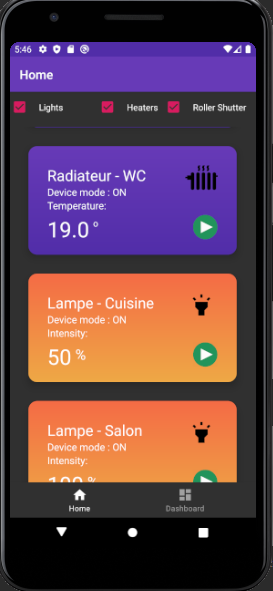 5:46
Home
Lights Heaters Roller Shutter
Radiateur - WC
Device mode : ON
Temperature:
19.0 °
Lampe - Cuisine
Device mode : ON
Intensity:
50 %
Lampe - Salon
Device mode : ON
Intensity:
Home Dashboard